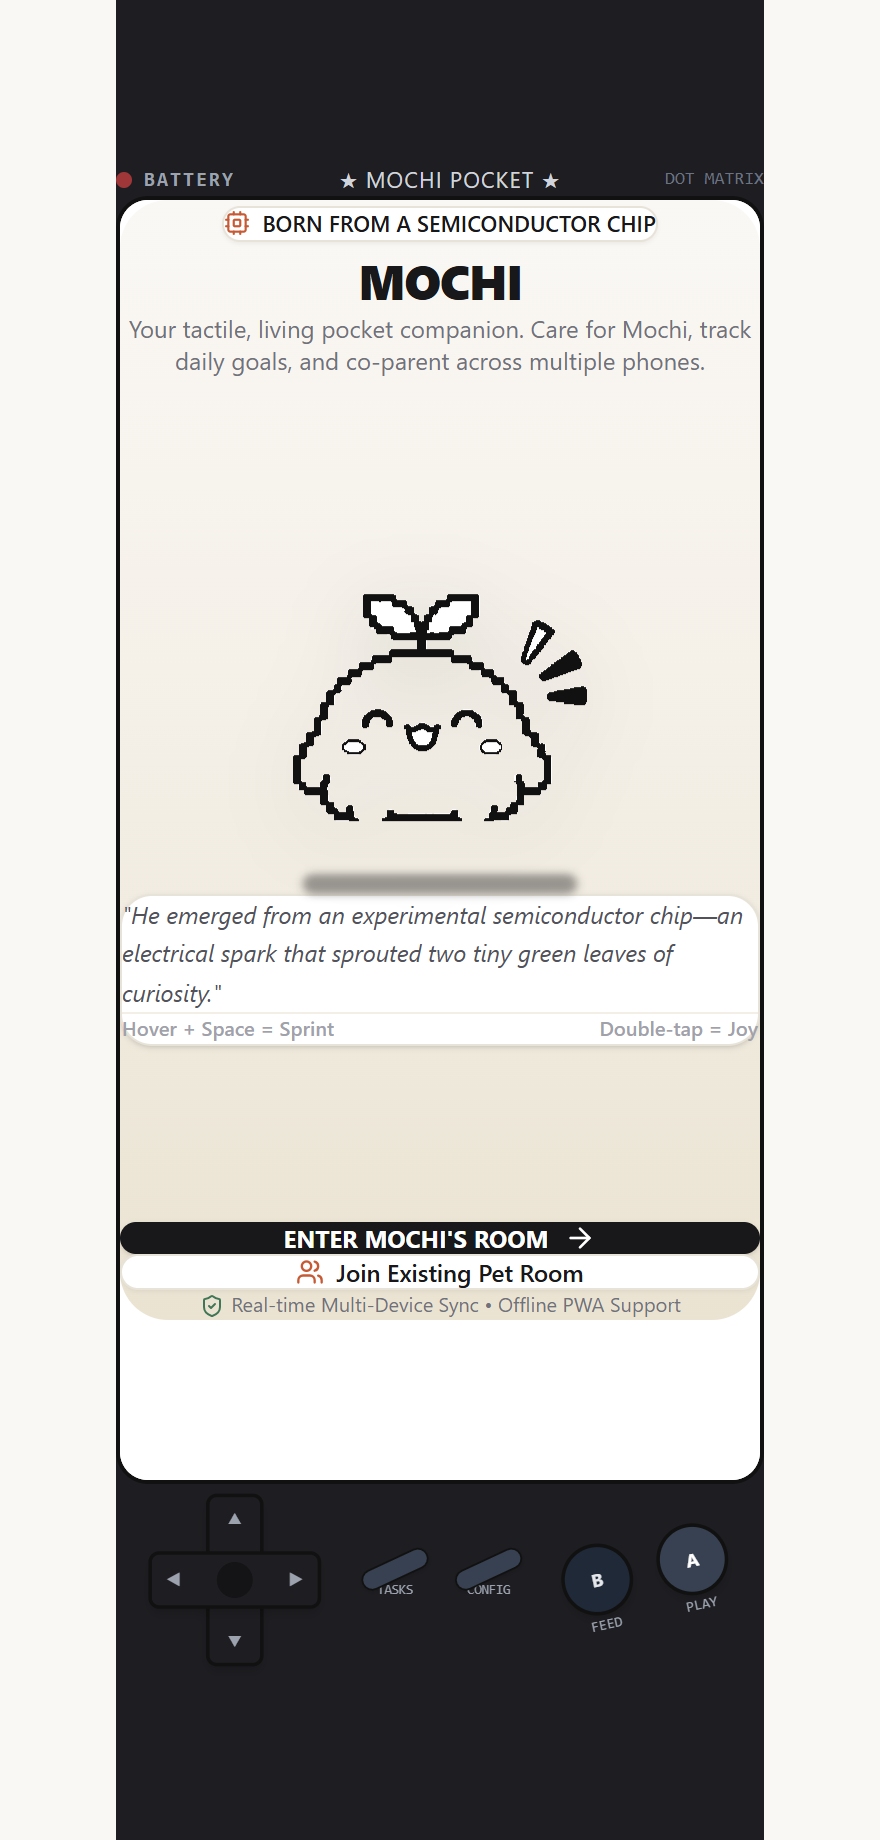 BATTERY
★ MOCHI POCKET ★
DOT MATRIX
BORN FROM A SEMICONDUCTOR CHIP
MOCHI
Your tactile, living pocket companion. Care for Mochi, track
daily goals, and co-parent across multiple phones.
"He emerged from an experimental semiconductor chip—an
electrical spark that sprouted two tiny green leaves of
curiosity."
Hover + Space = Sprint
Double-tap = Joy
ENTER MOCHI'S ROOM →
Join Existing Pet Room
Real-time Multi-Device Sync • Offline PWA Support
▲
◀ ▶
▼
TASKS
CONFIG
B
A
FEED
PLAY